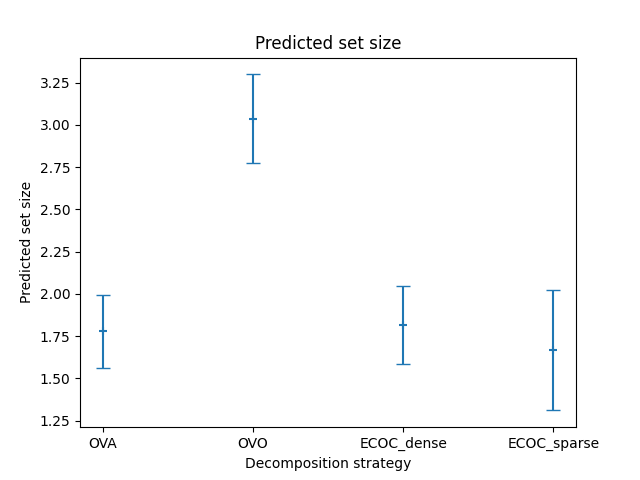 Predicted set size
Predicted set size
3.25
3.00
2.75
2.50
2.25
2.00
1.75
1.50
1.25
OVA OVO ECOC_dense ECOC_sparse
Decomposition strategy